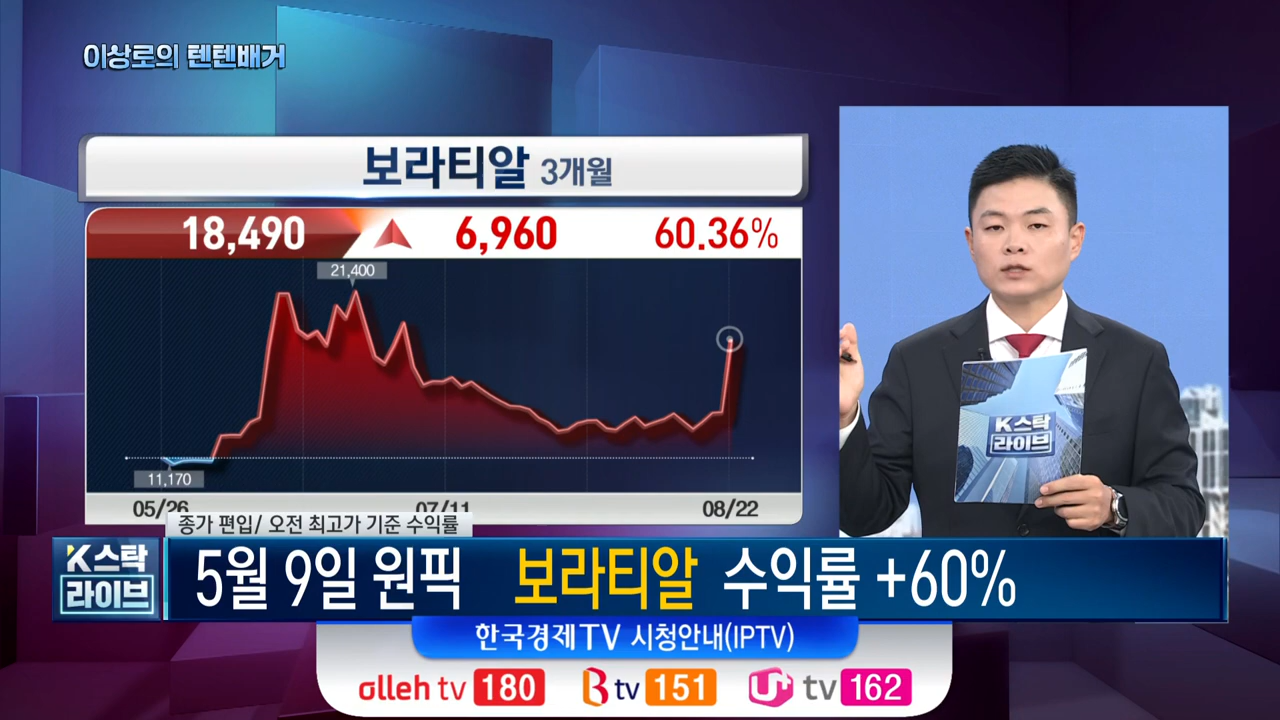 이상로의 텐텐배거
보라티알 3개월
18,490 6,960 60.36%
21,400
11,170
05/26 07/11 08/22
종가 편입/ 오전 최고가 기준 수익률
K스탁
라이브
5월 9일 원픽 보라티알 수익률 +60%
K스탁
라이브
한국경제TV 시청안내(IPTV)
olleh tv 180 B tv 151 U+ tv 162